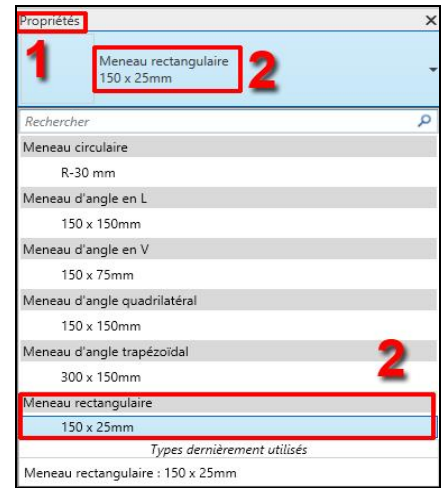 Propriétés
1
Meneau rectangulaire
150 x 25mm
2
Rechercher
Meneau circulaire
R-30 mm
Meneau d'angle en L
150 x 150mm
Meneau d'angle en V
150 x 75mm
Meneau d'angle quadrilatéral
150 x 150mm
Meneau d'angle trapézoïdal
300 x 150mm
2
Meneau rectangulaire
150 x 25mm
Types dernièrement utilisés
Meneau rectangulaire : 150 x 25mm